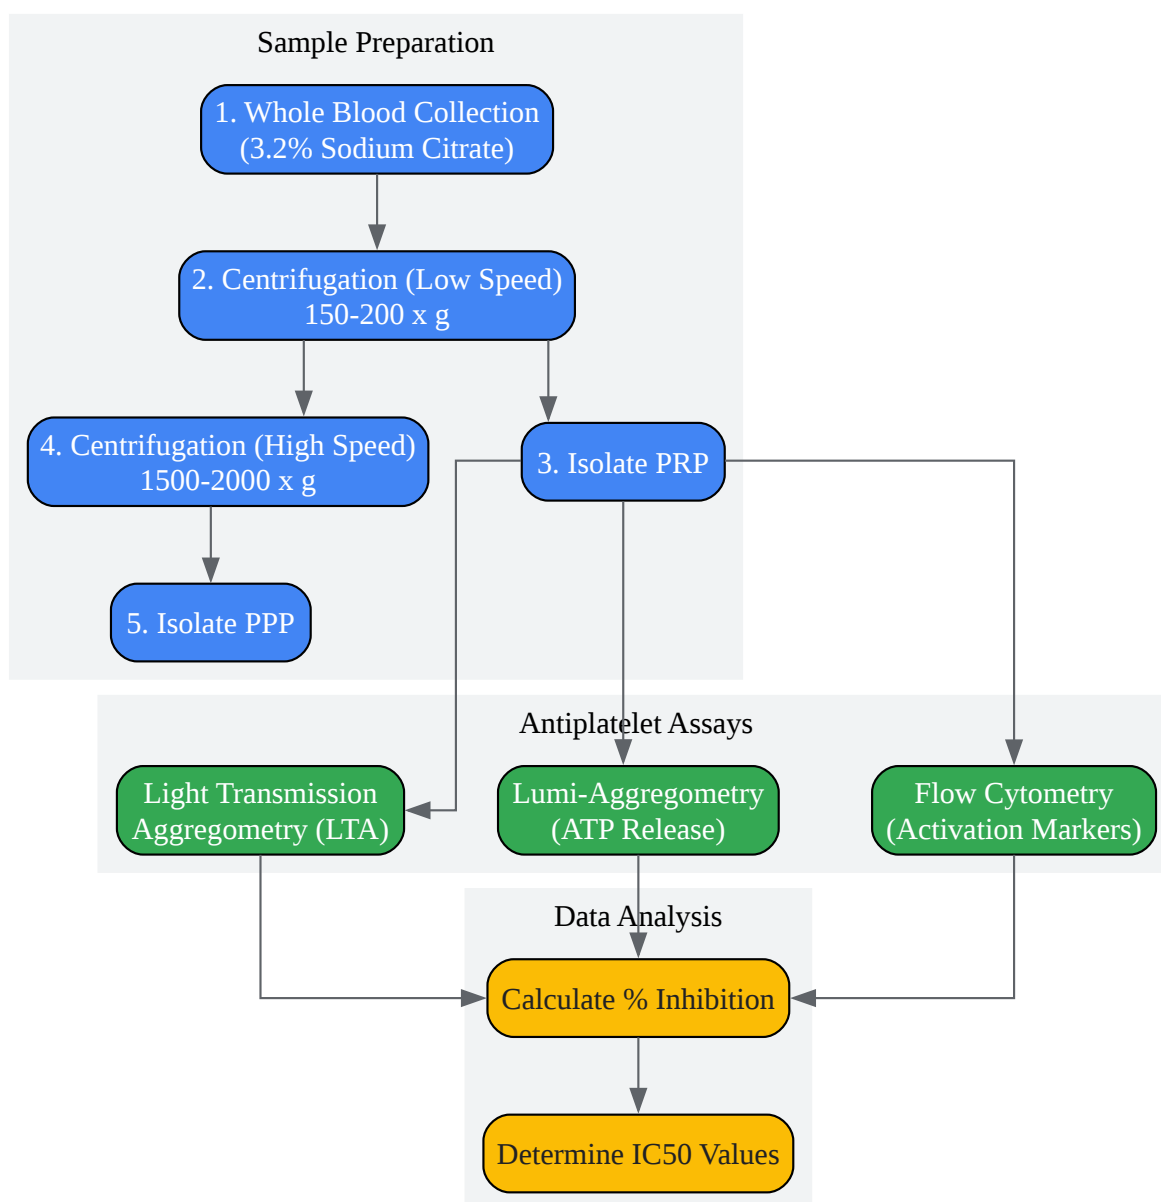 Sample Preparation
1. Whole Blood Collection
(3.2% Sodium Citrate)
2. Centrifugation (Low Speed)
150-200 x g
4. Centrifugation (High Speed)
1500-2000 x g
3. Isolate PRP
5. Isolate PPP
Antiplatelet Assays
Light Transmission
Aggregometry (LTA)
Lumi-Aggregometry
(ATP Release)
Flow Cytometry
(Activation Markers)
Data Analysis
Calculate % Inhibition
Determine IC50 Values